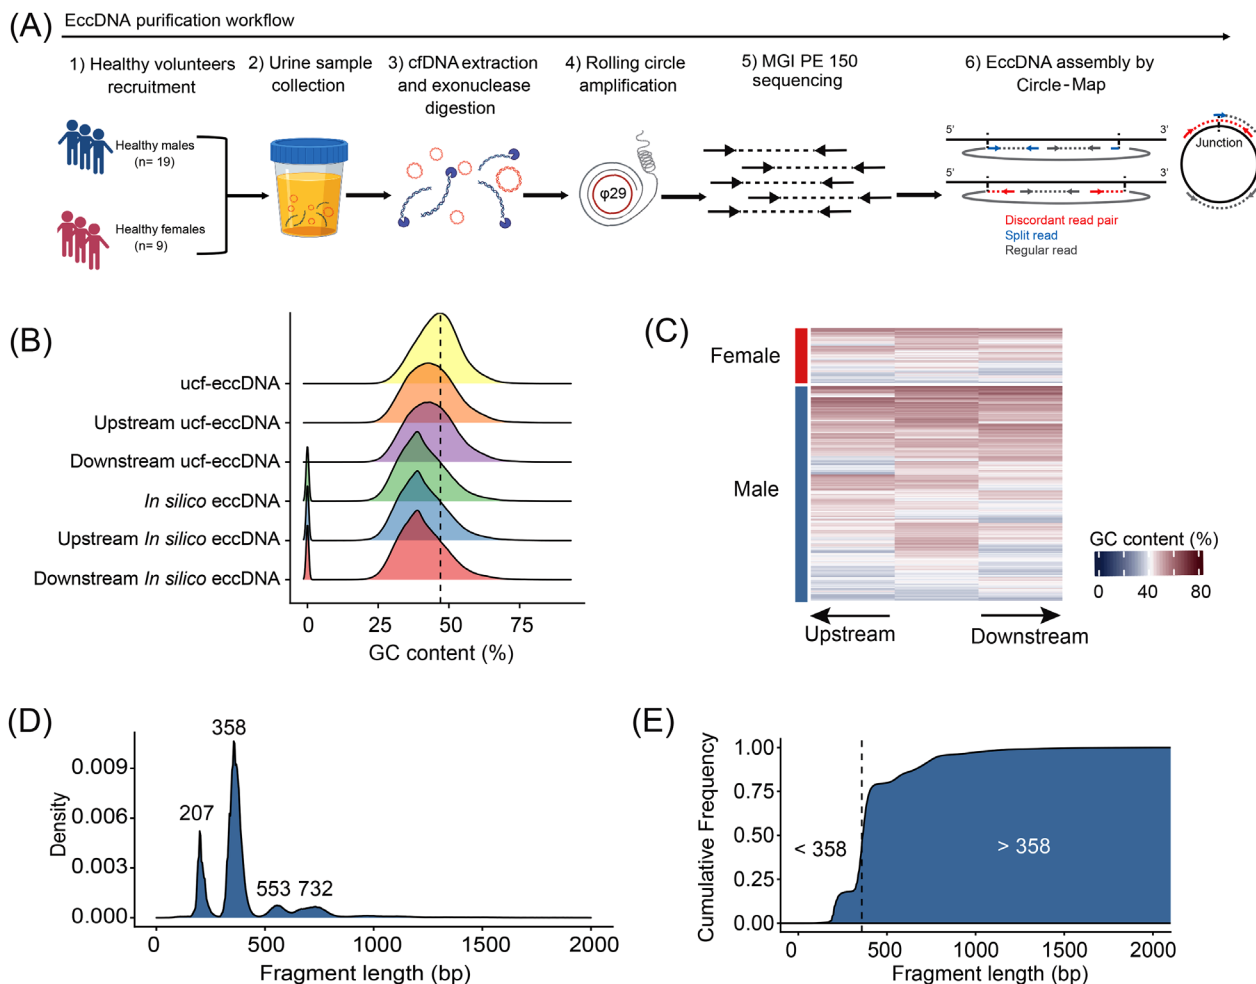 (A)
EccDNA purification workflow
1) Healthy volunteers
recruitment
2) Urine sample
collection
3) cfDNA extraction
and exonuclease
digestion
4) Rolling circle
amplification
5) MGI PE 150
sequencing
6) EccDNA assembly by
Circle-Map
Healthy males
(n= 19)
Healthy females
(n= 9)
φ29
5'
3'
5'
3'
Junction
Discordant read pair
Split read
Regular read
(B)
ucf-eccDNA
Upstream ucf-eccDNA
Downstream ucf-eccDNA
In silico eccDNA
Upstream In silico eccDNA
Downstream In silico eccDNA
0 25 50 75
GC content (%)
(C)
Female
Male
Upstream
Downstream
GC content (%)
0 40 80
(D)
Density
0.009
0.006
0.003
0.000
207
358
553
732
0 500 1000 1500 2000
Fragment length (bp)
(E)
Cumulative Frequency
1.00
0.75
0.50
0.25
0.00
< 358
> 358
0 500 1000 1500 2000
Fragment length (bp)